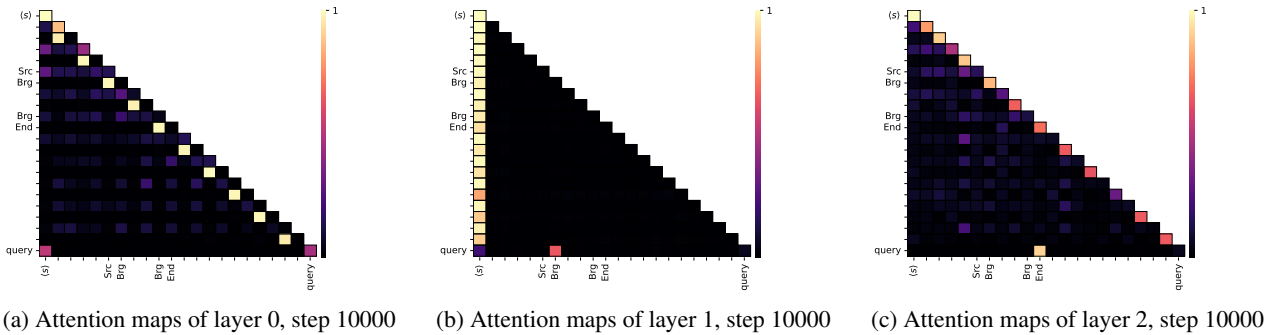 ⟨s⟩
Src
Brg
Brg
End
query
1
⟨s⟩
Src
Brg
Brg
End
query
(a) Attention maps of layer 0, step 10000
⟨s⟩
Src
Brg
Brg
End
query
1
⟨s⟩
Src
Brg
Brg
End
query
(b) Attention maps of layer 1, step 10000
⟨s⟩
Src
Brg
Brg
End
query
1
⟨s⟩
Src
Brg
Brg
End
query
(c) Attention maps of layer 2, step 10000